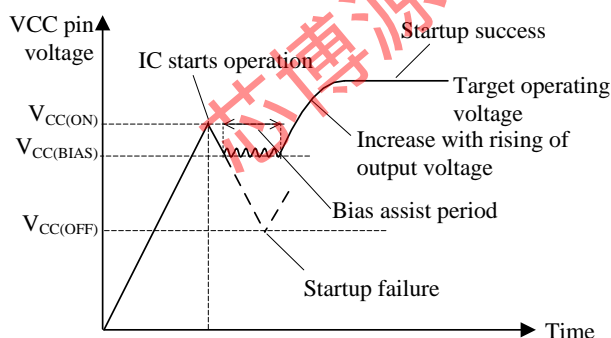 VCC pin
voltage
Startup success
IC starts operation
Target operating
voltage
VCC(ON)
Increase with rising of
output voltage
VCC(BIAS)
Bias assist period
VCC(OFF)
Startup failure
Time
芯博源